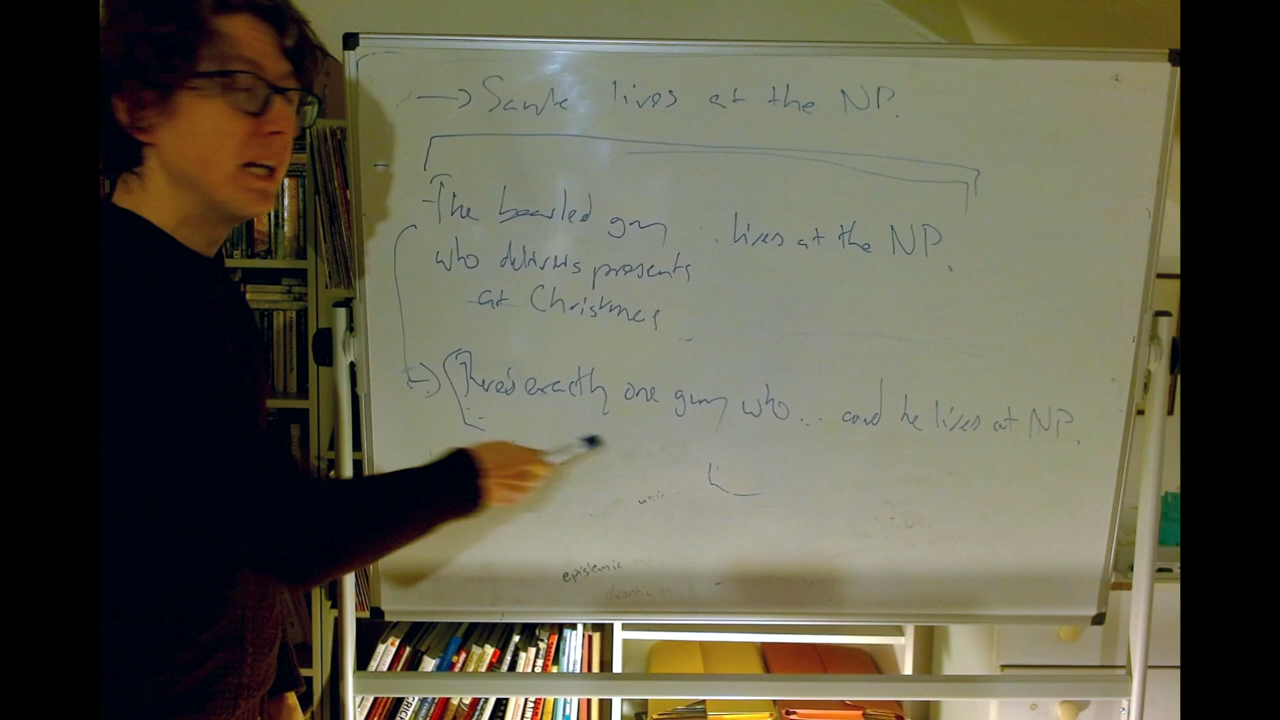 → Santa lives at the NP.
The bearded guy lives at the NP.
who delivers presents
at Christmas
→ There's exactly one guy who... and he lives at NP.
epistemic